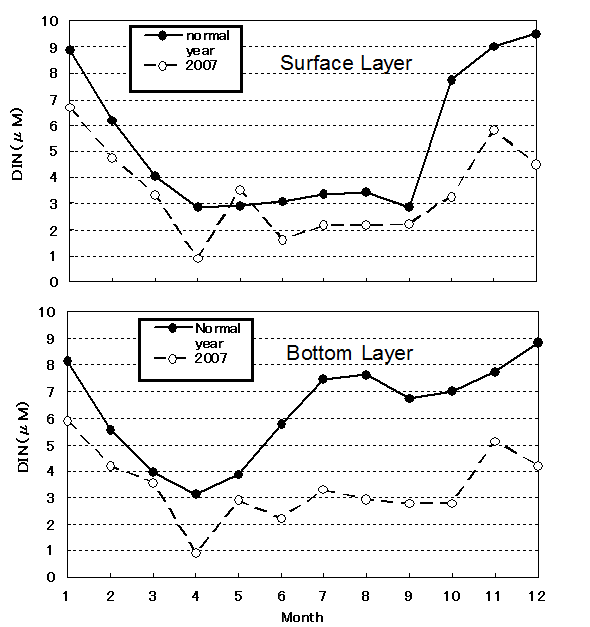 10
9
8
7
6
5
4
3
2
1
0
DIN(μM)
normal
year
2007
Surface Layer
10
9
8
7
6
5
4
3
2
1
0
DIN(μM)
Normal
year
2007
Bottom Layer
1 2 3 4 5 6 7 8 9 10 11 12
Month